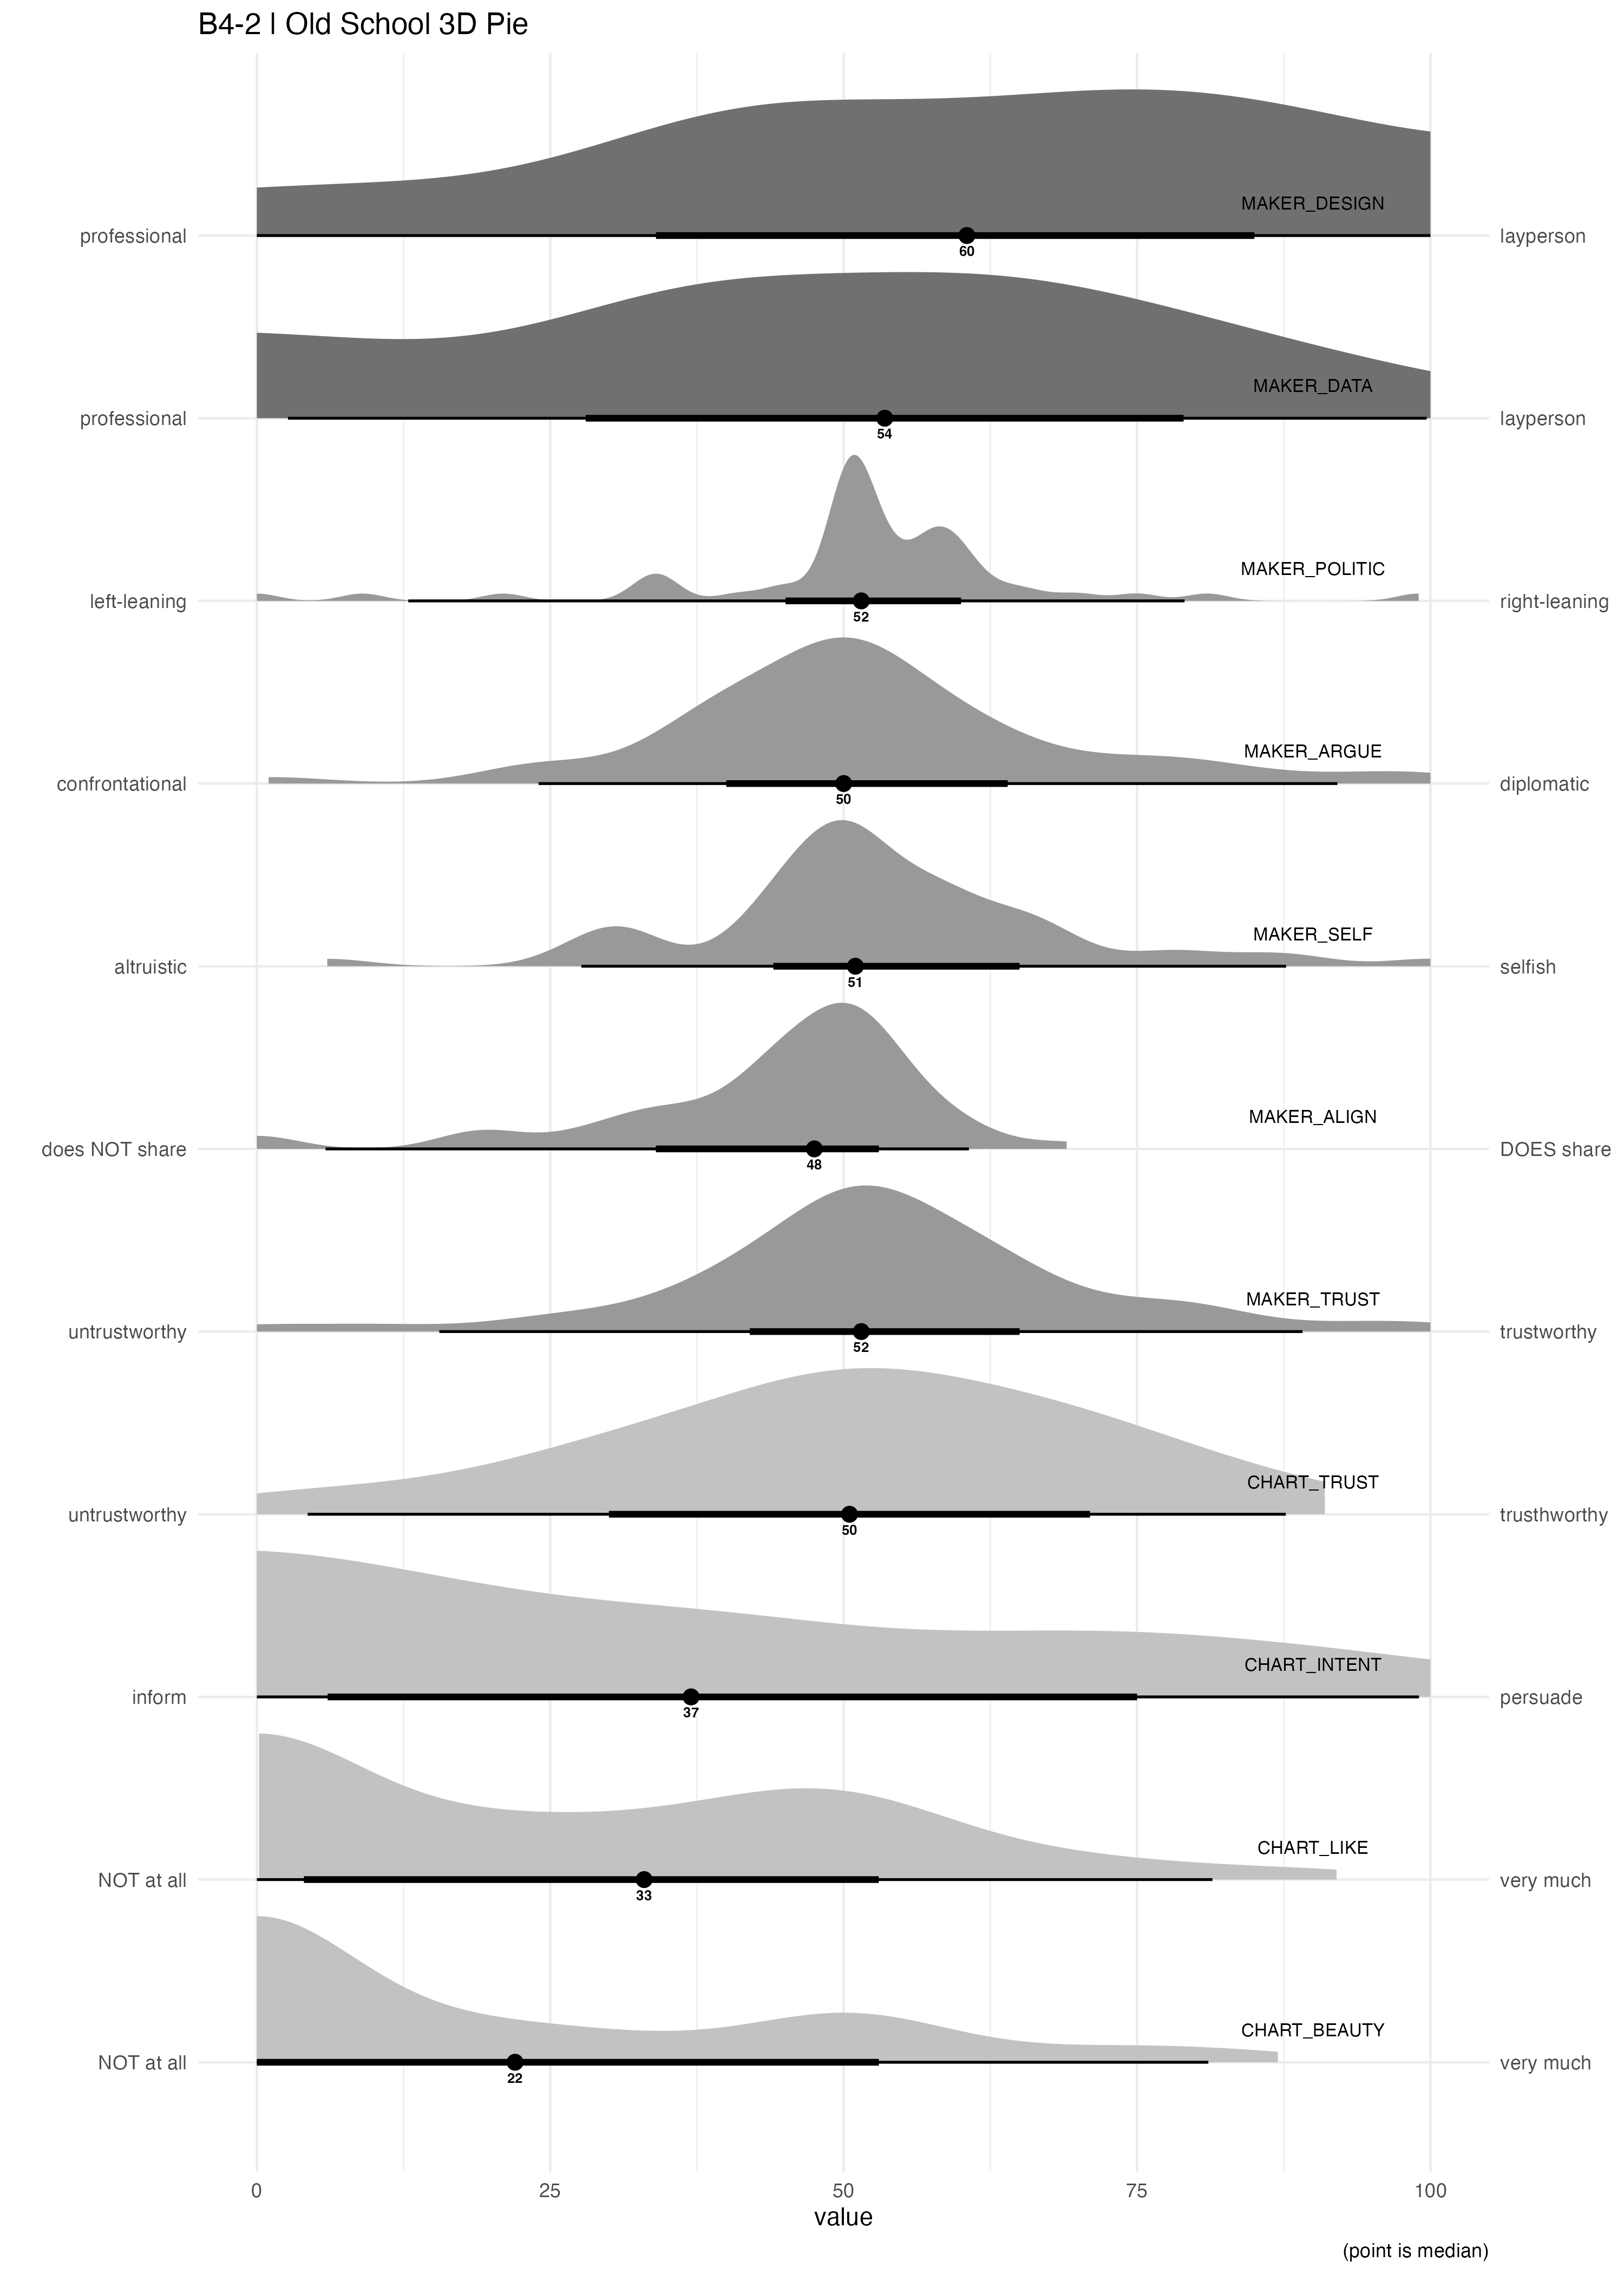 B4-2 | Old School 3D Pie
MAKER_DESIGN
professional
layperson
60
MAKER_DATA
professional
layperson
54
MAKER_POLITIC
left-leaning
right-leaning
52
MAKER_ARGUE
confrontational
diplomatic
50
MAKER_SELF
altruistic
selfish
51
MAKER_ALIGN
does NOT share
DOES share
48
MAKER_TRUST
untrustworthy
trustworthy
52
CHART_TRUST
untrustworthy
trusthworthy
50
CHART_INTENT
inform
persuade
37
CHART_LIKE
NOT at all
very much
33
CHART_BEAUTY
NOT at all
very much
22
0 25 50 75 100
value
(point is median)